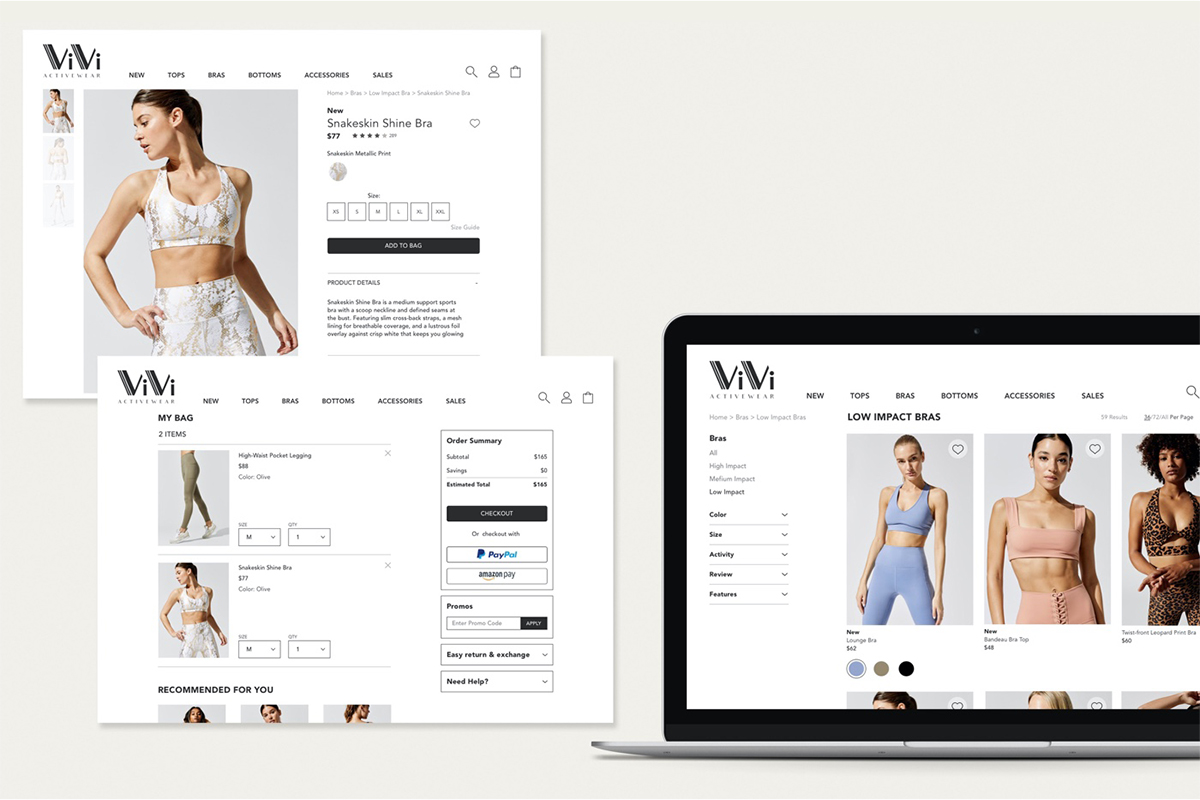 ViVi
ACTIVEWEAR
NEW TOPS BRAS BOTTOMS ACCESSORIES SALES
Home > Bras > Low Impact Bra > Snakeskin Shine Bra
New
Snakeskin Shine Bra
$77 289
Snakeskin Metallic Print
Size:
XS S M L XL XXL
Size Guide
ADD TO BAG
PRODUCT DETAILS -
Snakeskin Shine Bra is a medium support sports
bra with a scoop neckline and defined seams at
the bust. Featuring slim cross-back straps, a mesh
lining for breathable coverage, and a lustrous foil
overlay against crisp white that keeps you glowing
ViVi
ACTIVEWEAR
NEW TOPS BRAS BOTTOMS ACCESSORIES SALES
MY BAG
2 ITEMS
High-Waist Pocket Legging
$88
Color: Olive
SIZE QTY
M 1
Snakeskin Shine Bra
$77
Color: Olive
SIZE QTY
M 1
RECOMMENDED FOR YOU
Order Summary
Subtotal $165
Savings $0
Estimated Total $165
CHECKOUT
Or checkout with
PayPal
amazon pay
Promos
Enter Promo Code APPLY
Easy return & exchange
Need Help?
ViVi
ACTIVEWEAR
NEW TOPS BRAS BOTTOMS ACCESSORIES SALES
Home > Bras > Low Impact Bras
LOW IMPACT BRAS
59 Results 36/72/All Per Page
Bras
All
High Impact
Mefium Impact
Low Impact
Color
Size
Activity
Review
Features
New
Lounge Bra
$62
New
Bandeau Bra Top
$48
Twist-front Leopard Print Bra
$60